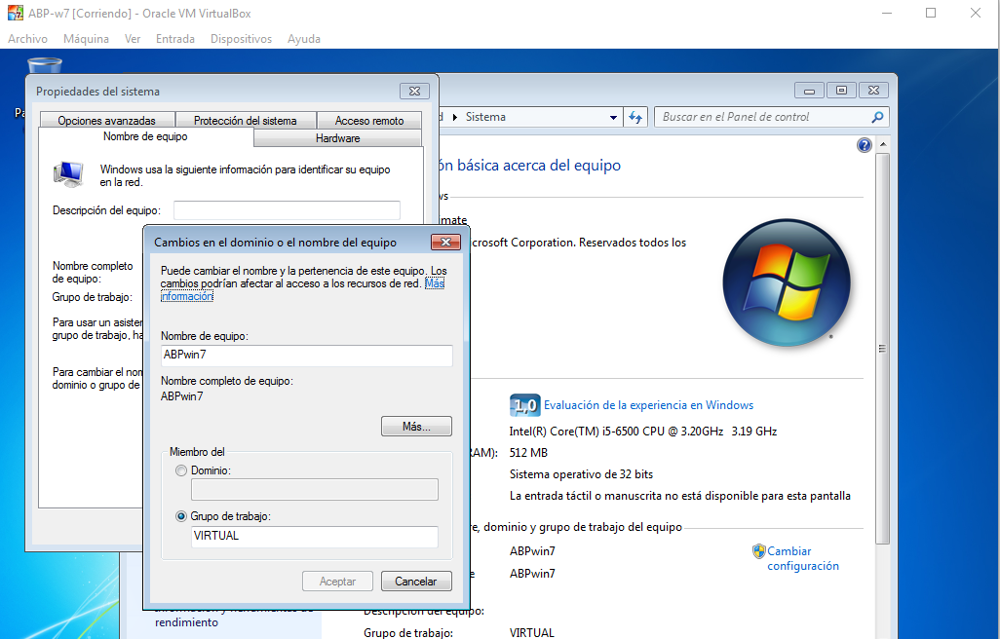 ABP-w7 [Corriendo] - Oracle VM VirtualBox
Archivo Máquina Ver Entrada Dispositivos Ayuda
Propiedades del sistema
Opciones avanzadas Protección del sistema Acceso remoto
Nombre de equipo Hardware
Windows usa la siguiente información para identificar su equipo
en la red.
Descripción del equipo:
Nombre completo
de equipo:
Grupo de trabajo:
Para usar un asister
grupo de trabajo, ha
Para cambiar el nom
dominio o grupo de
Cambios en el dominio o el nombre del equipo
Puede cambiar el nombre y la pertenencia de este equipo. Los
cambios podrían afectar al acceso a los recursos de red. Más
información
Nombre de equipo:
ABPwin7
Nombre completo de equipo:
ABPwin7
Más...
Miembro del
Dominio:
Grupo de trabajo:
VIRTUAL
Aceptar Cancelar
Sistema
Buscar en el Panel de control
ón básica acerca del equipo
ws
mate
crosoft Corporation. Reservados todos los
1,0 Evaluación de la experiencia en Windows
Intel(R) Core(TM) i5-6500 CPU @ 3.20GHz 3.19 GHz
RAM): 512 MB
Sistema operativo de 32 bits
La entrada táctil o manuscrita no está disponible para esta pantalla
e, dominio y grupo de trabajo del equipo
ABPwin7 Cambiar
configuración
ABPwin7
Descripción del equipo:
Grupo de trabajo: VIRTUAL
rendimiento